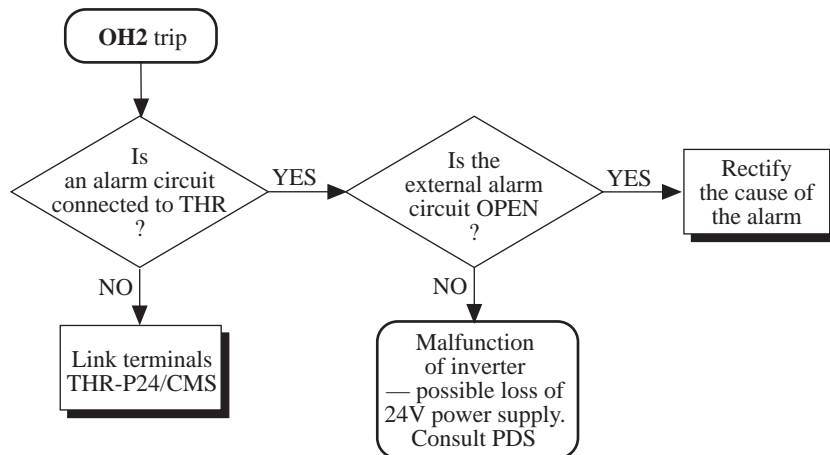 OH2 trip
Is
an alarm circuit
connected to THR
?
YES
Is the
external alarm
circuit OPEN
?
YES
Rectify
the cause of
the alarm
NO
Link terminals
THR-P24/CMS
NO
Malfunction
of inverter
— possible loss of
24V power supply.
Consult PDS